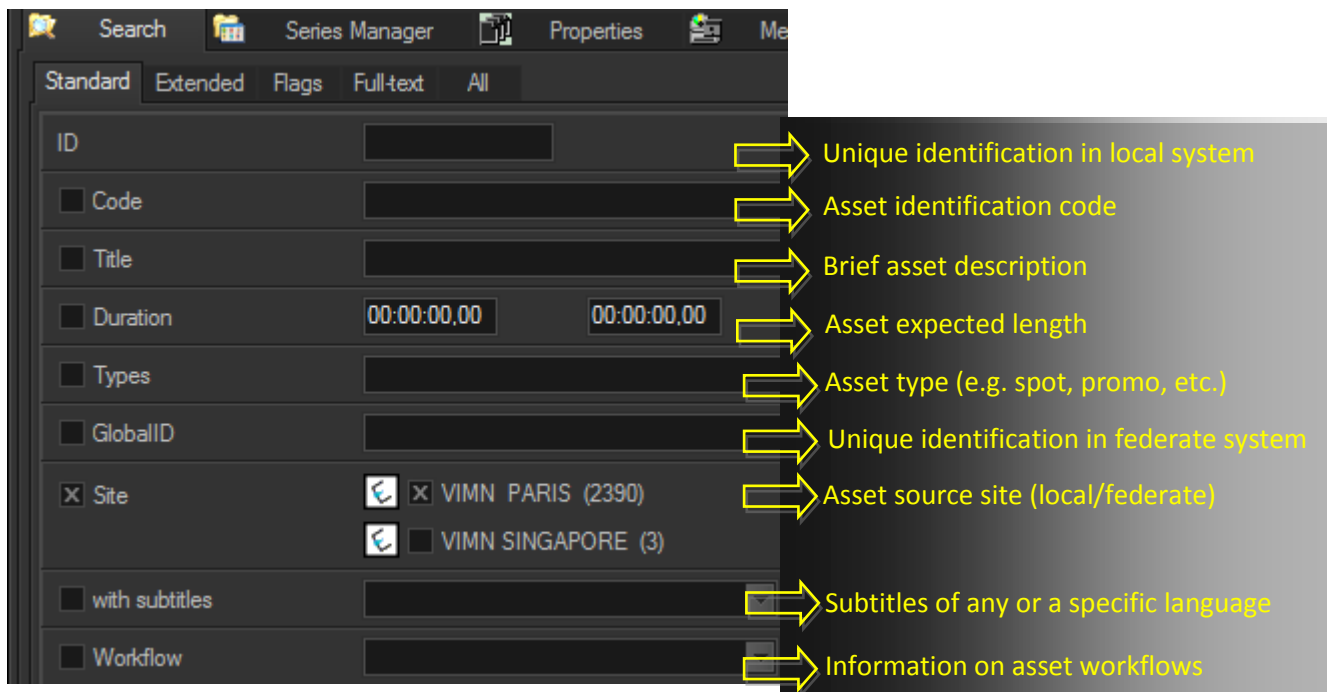 Search Series Manager Properties Me
Standard Extended Flags Full-text All
ID Unique identification in local system
Code Asset identification code
Title Brief asset description
Duration 00:00:00,00 00:00:00,00 Asset expected length
Types Asset type (e.g. spot, promo, etc.)
GlobalID Unique identification in federate system
Site VIMN PARIS (2390) Asset source site (local/federate)
VIMN SINGAPORE (3)
with subtitles Subtitles of any or a specific language
Workflow Information on asset workflows